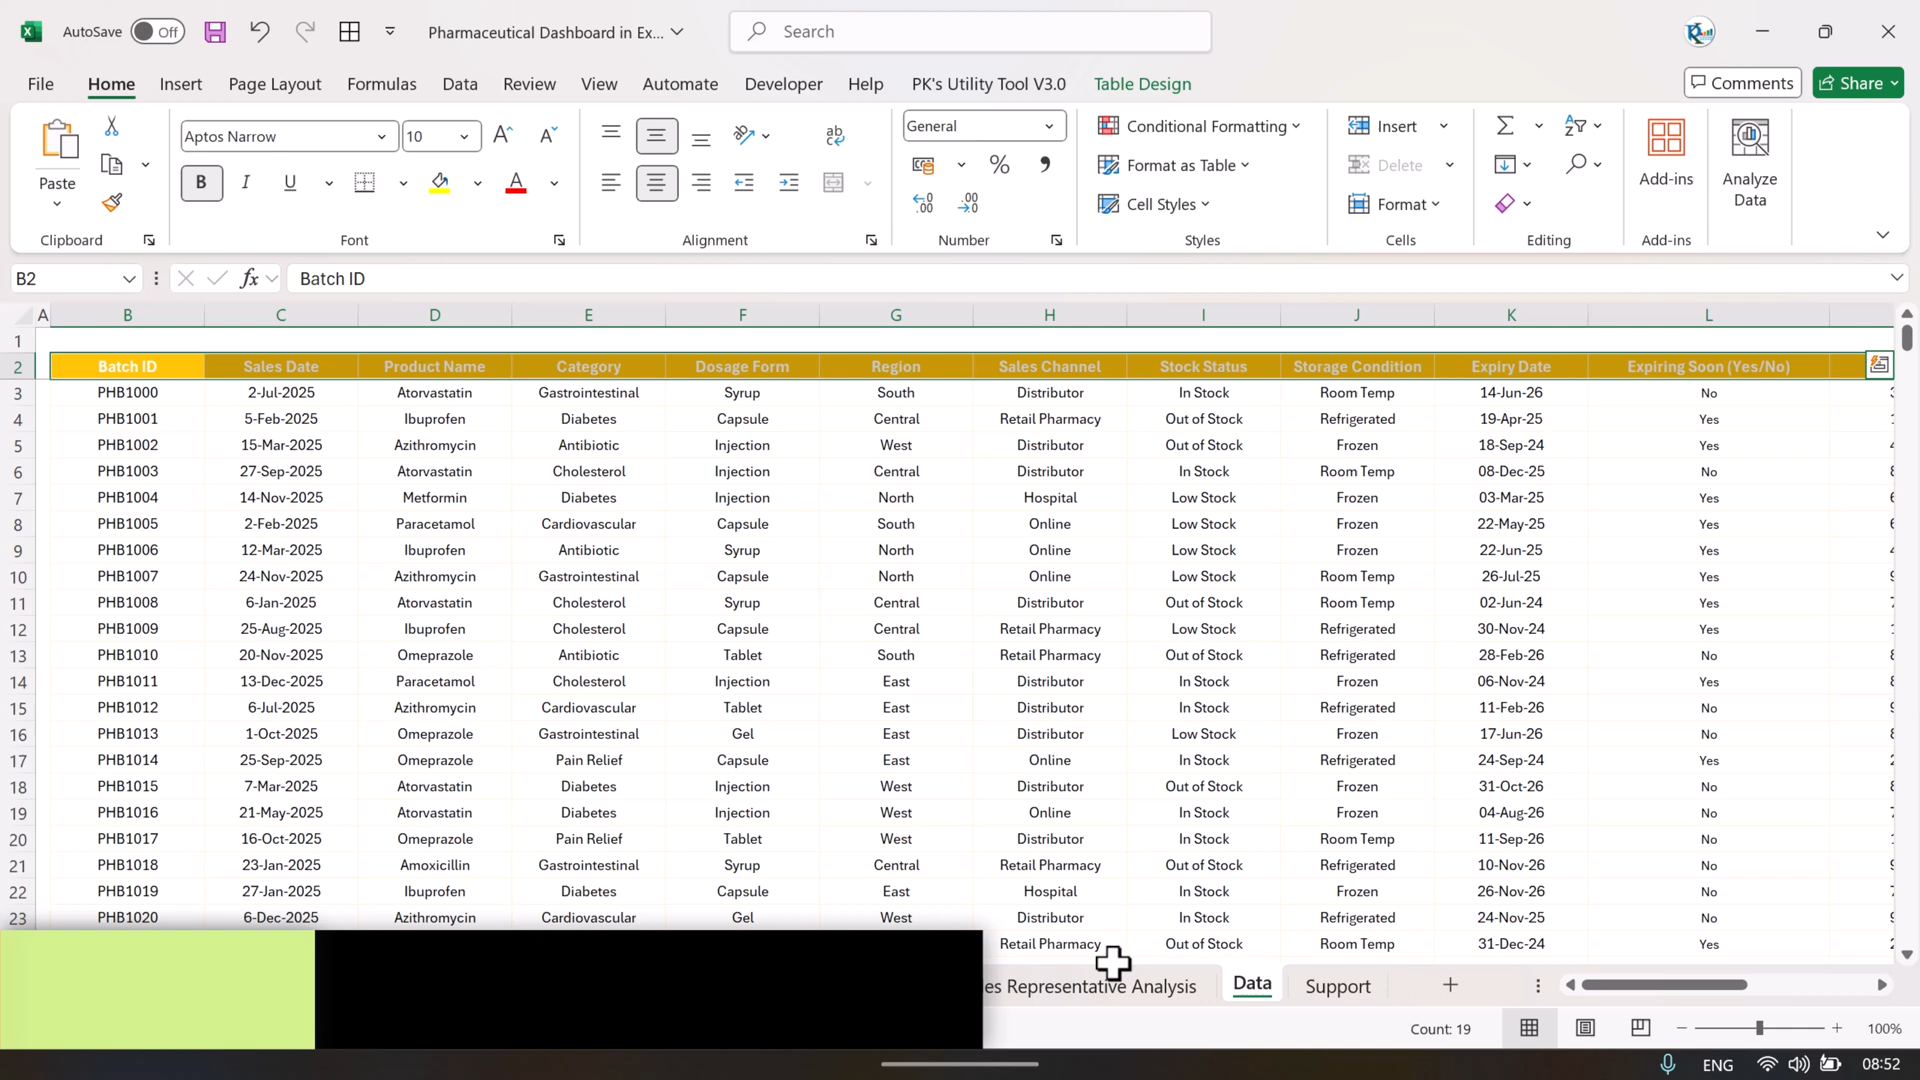 AutoSave Off Pharmaceutical Dashboard in Ex... Search
File Home Insert Page Layout Formulas Data Review View Automate Developer Help PK's Utility Tool V3.0 Table Design Comments Share
Paste Aptos Narrow 10 General Conditional Formatting Format as Table Cell Styles Insert Delete Format Add-ins Analyze Data
Clipboard Font Alignment Number Styles Cells Editing Add-ins
B2 fx Batch ID
A B C D E F G H I J K L
1
2 Batch ID Sales Date Product Name Category Dosage Form Region Sales Channel Stock Status Storage Condition Expiry Date Expiring Soon (Yes/No)
3 PHB1000 2-Jul-2025 Atorvastatin Gastrointestinal Syrup South Distributor In Stock Room Temp 14-Jun-26 No
4 PHB1001 5-Feb-2025 Ibuprofen Diabetes Capsule Central Retail Pharmacy Out of Stock Refrigerated 19-Apr-25 Yes
5 PHB1002 15-Mar-2025 Azithromycin Antibiotic Injection West Distributor Out of Stock Frozen 18-Sep-24 Yes
6 PHB1003 27-Sep-2025 Atorvastatin Cholesterol Injection Central Distributor In Stock Room Temp 08-Dec-25 No
7 PHB1004 14-Nov-2025 Metformin Diabetes Injection North Hospital Low Stock Frozen 03-Mar-25 Yes
8 PHB1005 2-Feb-2025 Paracetamol Cardiovascular Capsule South Online Low Stock Frozen 22-May-25 Yes
9 PHB1006 12-Mar-2025 Ibuprofen Antibiotic Syrup North Online Low Stock Frozen 22-Jun-25 Yes
10 PHB1007 24-Nov-2025 Azithromycin Gastrointestinal Capsule North Online Low Stock Room Temp 26-Jul-25 Yes
11 PHB1008 6-Jan-2025 Atorvastatin Cholesterol Syrup Central Distributor Out of Stock Room Temp 02-Jun-24 Yes
12 PHB1009 25-Aug-2025 Ibuprofen Cholesterol Capsule Central Retail Pharmacy Low Stock Refrigerated 30-Nov-24 Yes
13 PHB1010 20-Nov-2025 Omeprazole Antibiotic Tablet South Retail Pharmacy Out of Stock Refrigerated 28-Feb-26 No
14 PHB1011 13-Dec-2025 Paracetamol Cholesterol Injection East Distributor In Stock Frozen 06-Nov-24 Yes
15 PHB1012 6-Jul-2025 Azithromycin Cardiovascular Tablet East Distributor In Stock Refrigerated 11-Feb-26 No
16 PHB1013 1-Oct-2025 Omeprazole Gastrointestinal Gel East Distributor Low Stock Frozen 17-Jun-26 No
17 PHB1014 25-Sep-2025 Omeprazole Pain Relief Capsule East Online In Stock Refrigerated 24-Sep-24 Yes
18 PHB1015 7-Mar-2025 Atorvastatin Diabetes Injection West Distributor Out of Stock Frozen 31-Oct-26 No
19 PHB1016 21-May-2025 Atorvastatin Diabetes Injection West Online In Stock Frozen 04-Aug-26 No
20 PHB1017 16-Oct-2025 Omeprazole Pain Relief Tablet West Distributor In Stock Room Temp 11-Sep-26 No
21 PHB1018 23-Jan-2025 Amoxicillin Gastrointestinal Syrup Central Retail Pharmacy Out of Stock Refrigerated 10-Nov-26 No
22 PHB1019 27-Jan-2025 Ibuprofen Diabetes Capsule East Hospital In Stock Frozen 26-Nov-26 No
23 PHB1020 6-Dec-2025 Azithromycin Cardiovascular Gel West Distributor In Stock Refrigerated 24-Nov-25 No
Retail Pharmacy Out of Stock Room Temp 31-Dec-24 Yes
es Representative Analysis Data Support
Count: 19 100%
ENG 08:52